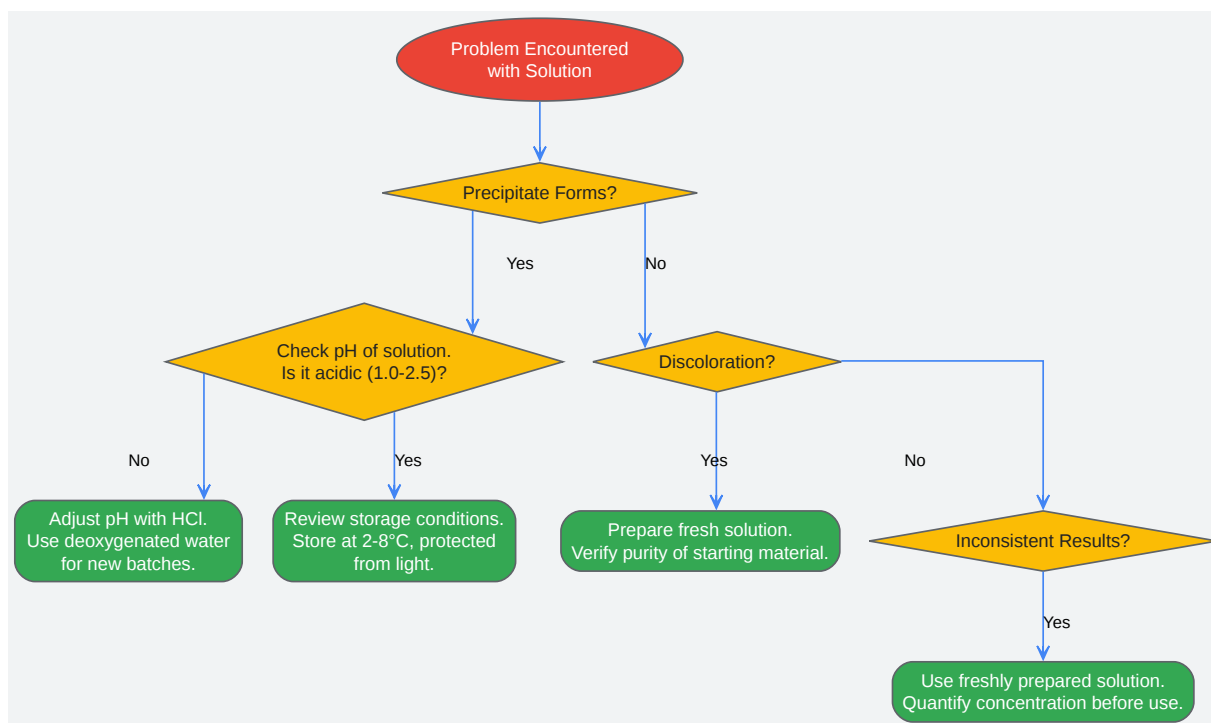 Problem Encountered
with Solution
Precipitate Forms?
Yes
No
Check pH of solution.
Is it acidic (1.0-2.5)?
Discoloration?
No
Yes
Yes
No
Adjust pH with HCl.
Use deoxygenated water
for new batches.
Review storage conditions.
Store at 2-8°C, protected
from light.
Prepare fresh solution.
Verify purity of starting material.
Inconsistent Results?
Yes
Use freshly prepared solution.
Quantify concentration before use.